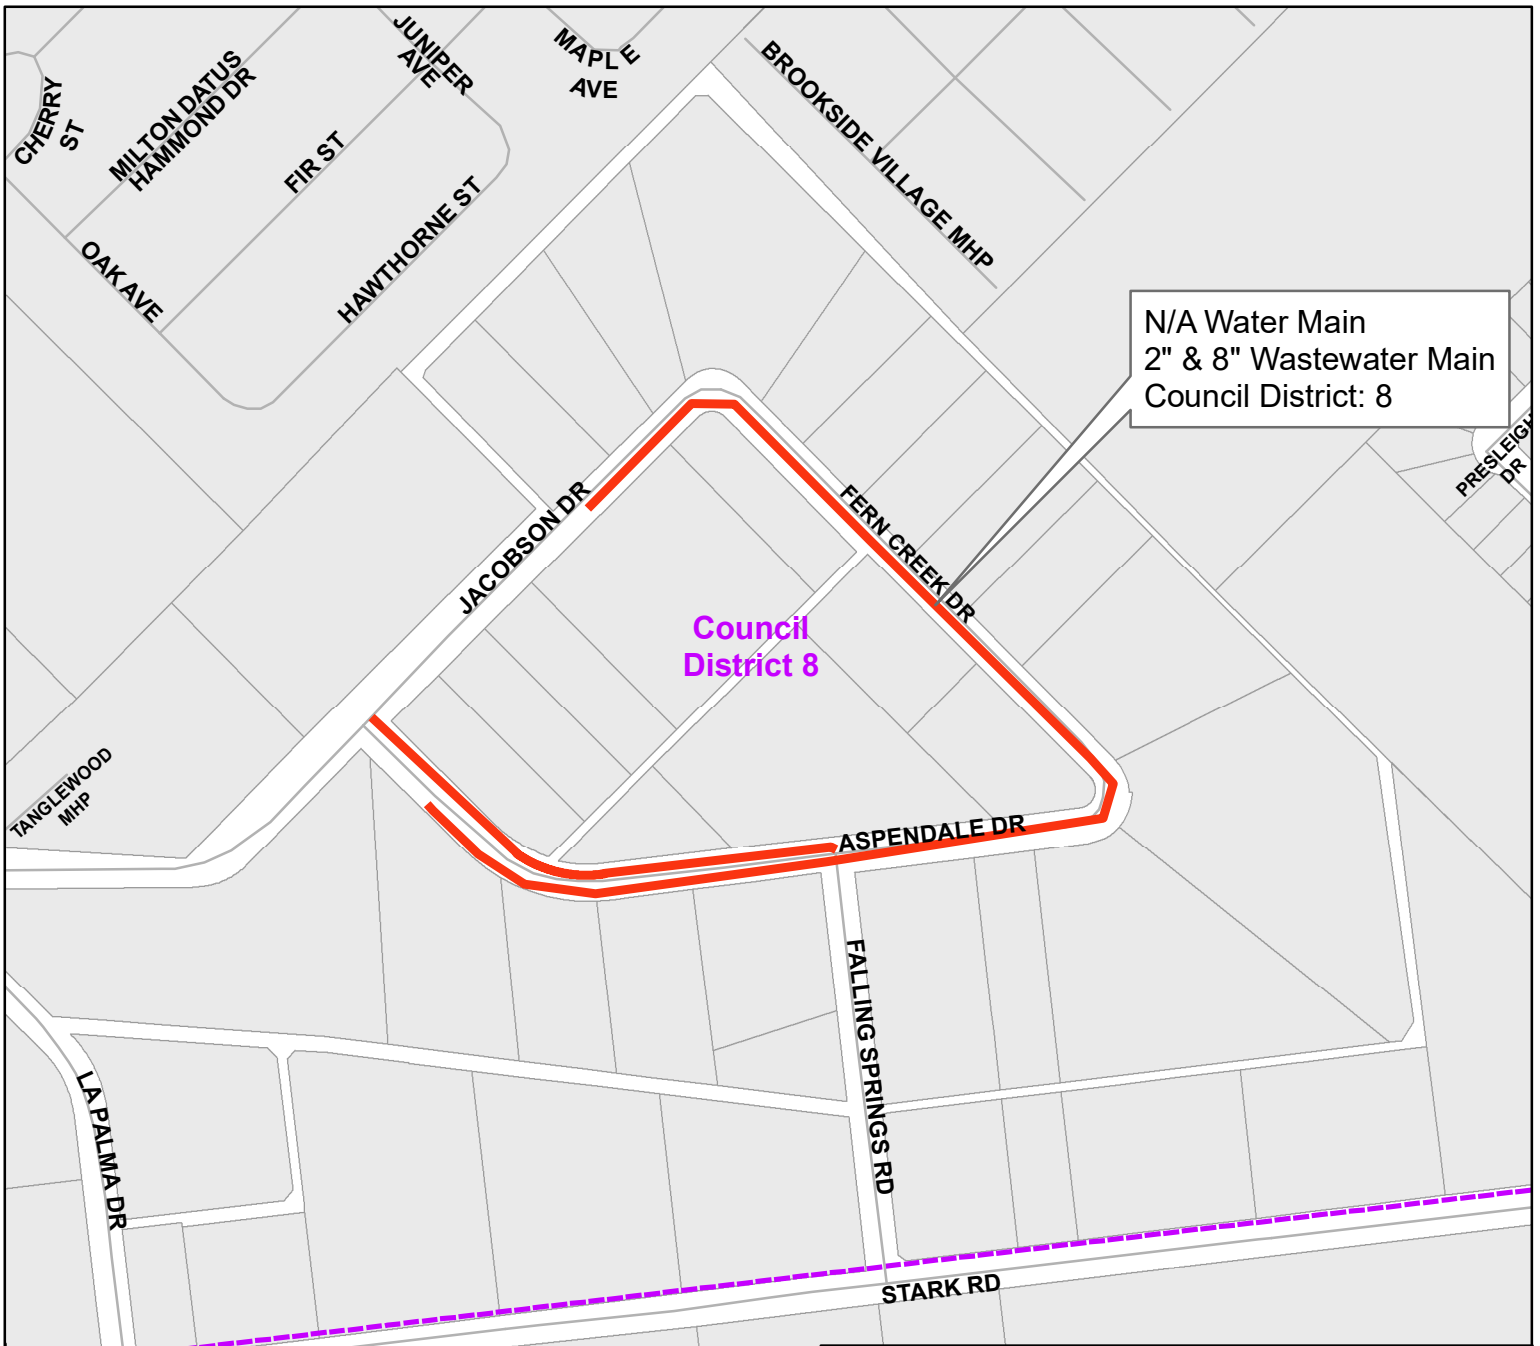 CHERRY
ST
MILTON DATUS
HAMMOND DR
JUNIPER
AVE
MAPLE
AVE
FIR ST
HAWTHORNE ST
OAK AVE
BROOKSIDE VILLAGE MHP
N/A Water Main
2" & 8" Wastewater Main
Council District: 8
PRESLEIGH
DR
JACOBSON DR
FERN CREEK DR
Council
District 8
TANGLEWOOD
MHP
ASPENDALE DR
FALLING SPRINGS RD
LA PALMA DR
STARK RD